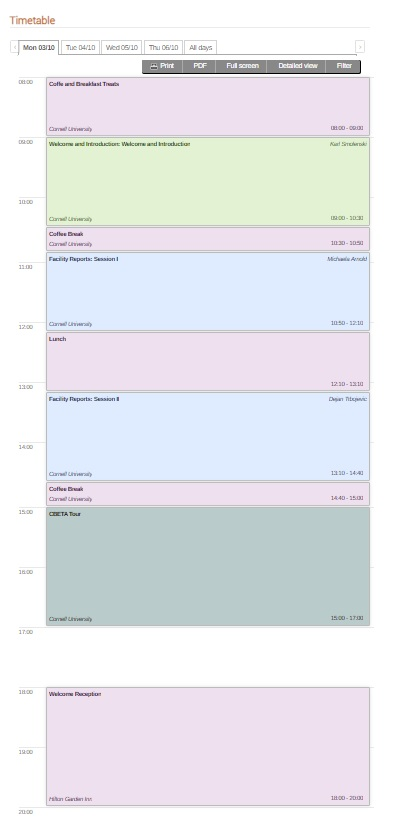 Timetable
‹ Mon 03/10 Tue 04/10 Wed 05/10 Thu 06/10 All days ›
Print PDF Full screen Detailed view Filter
08:00
Coffe and Breakfast Treats
Cornell University 08:00 - 09:00
09:00
Welcome and Introduction: Welcome and Introduction Karl Smolenski
10:00
Cornell University 09:00 - 10:30
Coffee Break
Cornell University 10:30 - 10:50
Facility Reports: Session I Michaela Arnold
11:00
12:00
Cornell University 10:50 - 12:10
Lunch
12:10 - 13:10
13:00
Facility Reports: Session II Dejan Trbojevic
14:00
Cornell University 13:10 - 14:40
Coffee Break
Cornell University 14:40 - 15:00
15:00
CBETA Tour
16:00
Cornell University 15:00 - 17:00
17:00
18:00
Welcome Reception
19:00
Hilton Garden Inn 18:00 - 20:00
20:00